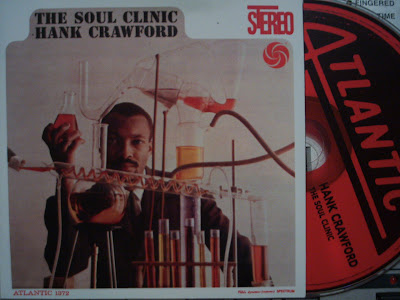 THE SOUL CLINIC
HANK CRAWFORD
STEREO
ATLANTIC 1372
FINGERED
TIME
ATLANTIC
HANK CRAWFORD
THE SOUL CLINIC